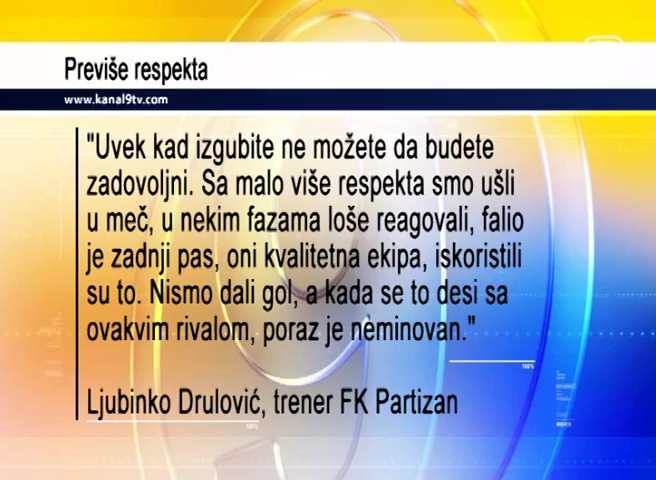 Previše respekta
www.kanal9tv.com
"Uvek kad izgubite ne možete da budete
zadovoljni. Sa malo više respekta smo ušli
u meč, u nekim fazama loše reagovali, falio
je zadnji pas, oni kvalitetna ekipa, iskoristili
su to. Nismo dali gol, a kada se to desi sa
ovakvim rivalom, poraz je neminovan."
Ljubinko Drulović, trener FK Partizan